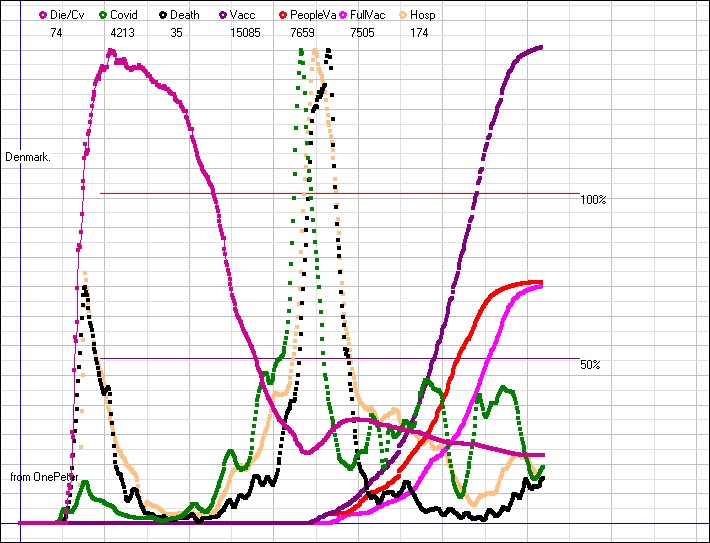 Die/Cv Covid Death Vacc PeopleVa FullVac Hosp
74 4213 35 15085 7659 7505 174
Denmark.
100%
50%
from OnePeter